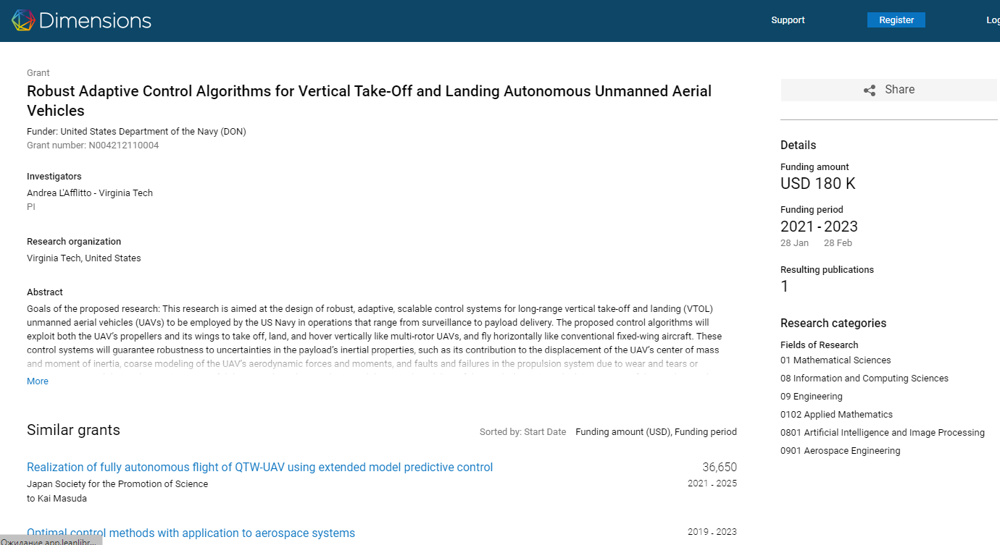 Dimensions
Support
Register
Log
Grant
Robust Adaptive Control Algorithms for Vertical Take-Off and Landing Autonomous Unmanned Aerial
Vehicles
Funder: United States Department of the Navy (DON)
Grant number: N004212110004
Investigators
Andrea L'Afflitto - Virginia Tech
PI
Research organization
Virginia Tech, United States
Abstract
Goals of the proposed research: This research is aimed at the design of robust, adaptive, scalable control systems for long-range vertical take-off and landing (VTOL)
unmanned aerial vehicles (UAVs) to be employed by the US Navy in operations that range from surveillance to payload delivery. The proposed control algorithms will
exploit both the UAV’s propellers and its wings to take off, land, and hover vertically like multi-rotor UAVs, and fly horizontally like conventional fixed-wing aircraft. These
control systems will guarantee robustness to uncertainties in the payload’s inertial properties, such as its contribution to the displacement of the UAV’s center of mass
and moment of inertia, coarse modeling of the UAV’s aerodynamic forces and moments, and faults and failures in the propulsion system due to wear and tears or
More
Similar grants
Sorted by: Start Date
Funding amount (USD), Funding period
Realization of fully autonomous flight of QTW-UAV using extended model predictive control
36,650
Japan Society for the Promotion of Science
2021 - 2025
to Kai Masuda
Optimal control methods with application to aerospace systems
2019 - 2023
Ожидание app.leanlibr...
Share
Details
Funding amount
USD 180 K
Funding period
2021 - 2023
28 Jan 28 Feb
Resulting publications
1
Research categories
Fields of Research
01 Mathematical Sciences
08 Information and Computing Sciences
09 Engineering
0102 Applied Mathematics
0801 Artificial Intelligence and Image Processing
0901 Aerospace Engineering